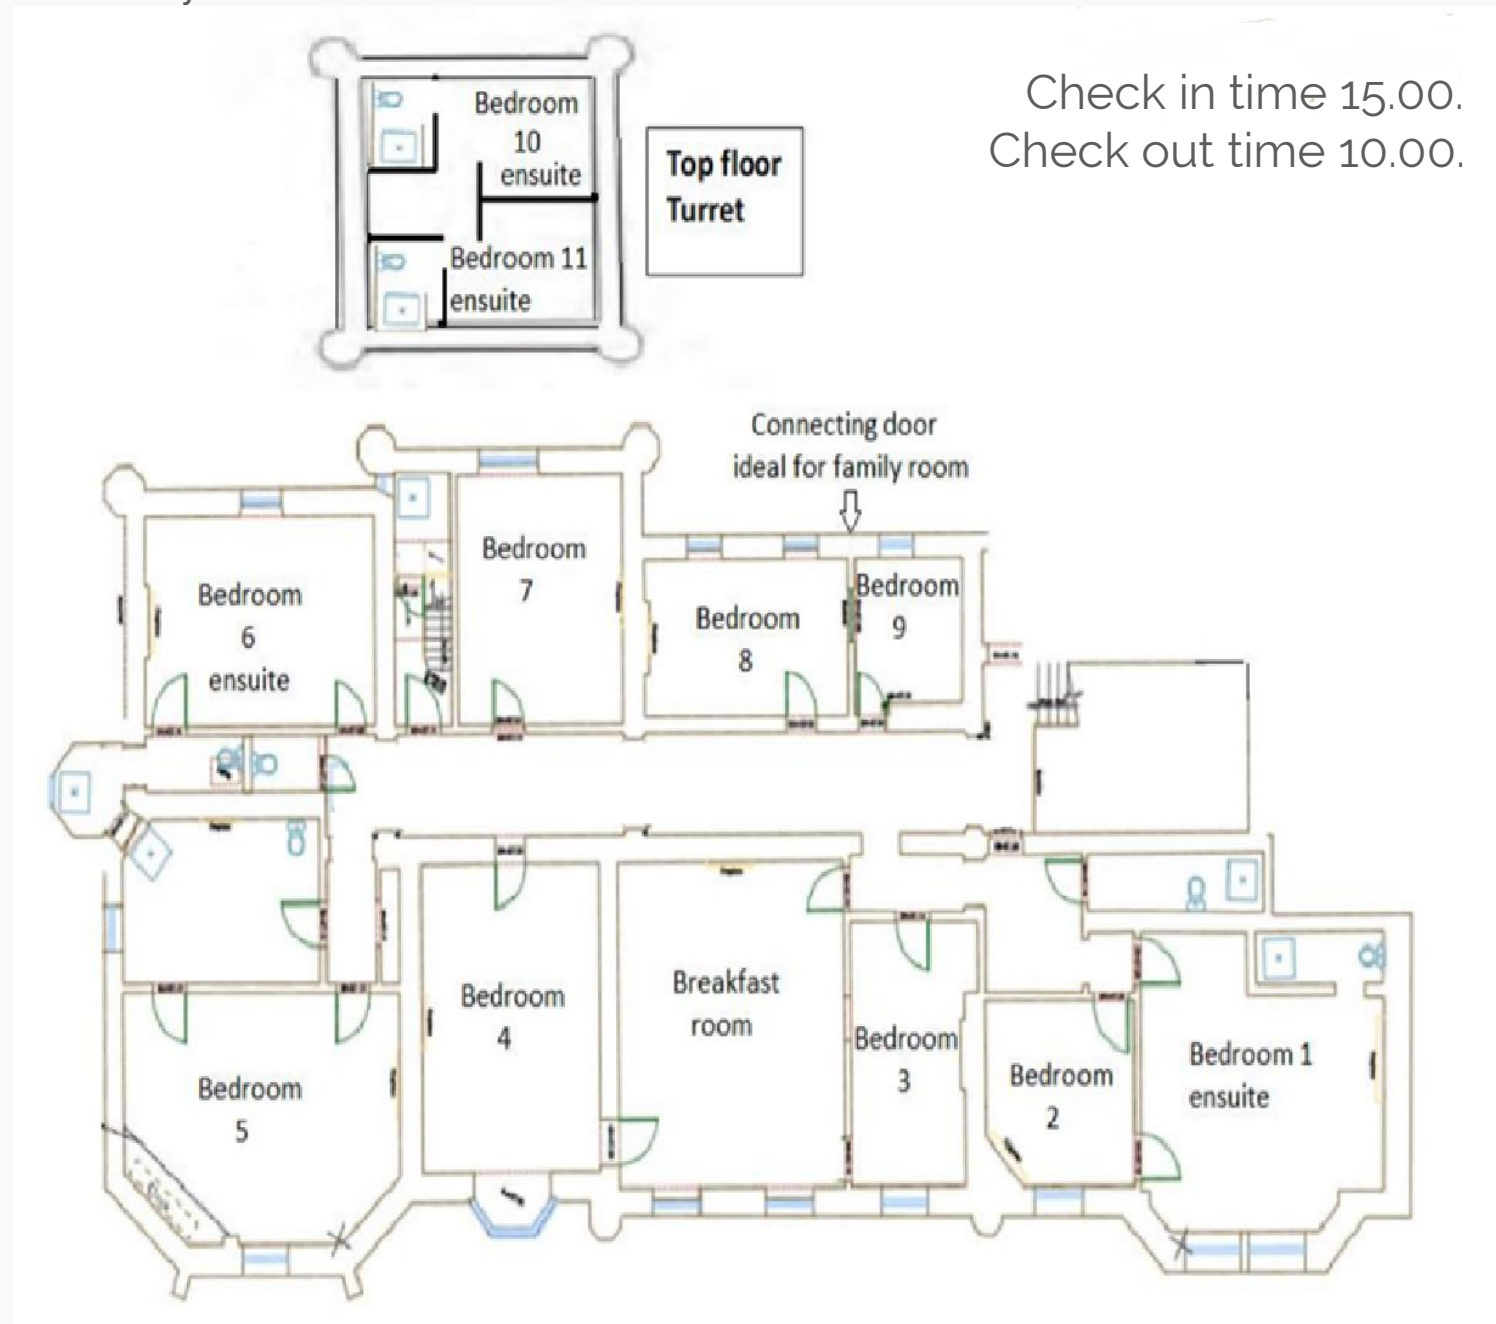 Check in time 15.00.
Check out time 10.00.
Bedroom
10
ensuite
Top floor
Turret
Bedroom 11
ensuite
Connecting door
ideal for family room
Bedroom
6
ensuite
Bedroom
7
Bedroom
8
Bedroom
9
Bedroom
5
Bedroom
4
Breakfast
room
Bedroom
3
Bedroom
2
Bedroom 1
ensuite